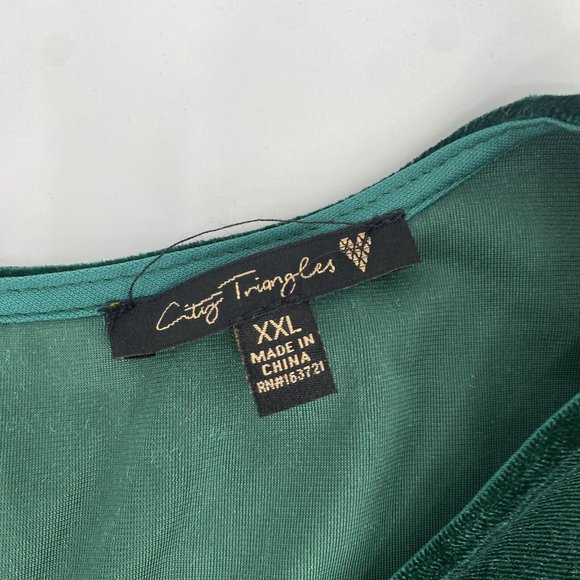 City Triangles
XXL
MADE IN
CHINA
RN#163721